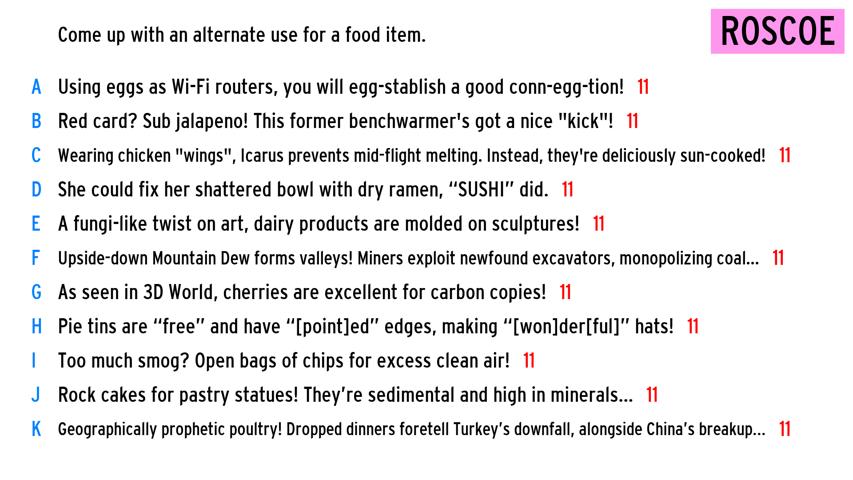 Come up with an alternate use for a food item.
ROSCOE
A Using eggs as Wi-Fi routers, you will egg-stablish a good conn-egg-tion! 11
B Red card? Sub jalapeno! This former benchwarmer's got a nice "kick"! 11
C Wearing chicken "wings", Icarus prevents mid-flight melting. Instead, they're deliciously sun-cooked! 11
D She could fix her shattered bowl with dry ramen, “SUSHI” did. 11
E A fungi-like twist on art, dairy products are molded on sculptures! 11
F Upside-down Mountain Dew forms valleys! Miners exploit newfound excavators, monopolizing coal... 11
G As seen in 3D World, cherries are excellent for carbon copies! 11
H Pie tins are “free” and have “[point]ed” edges, making “[won]der[ful]” hats! 11
I Too much smog? Open bags of chips for excess clean air! 11
J Rock cakes for pastry statues! They’re sedimental and high in minerals... 11
K Geographically prophetic poultry! Dropped dinners foretell Turkey’s downfall, alongside China’s breakup... 11